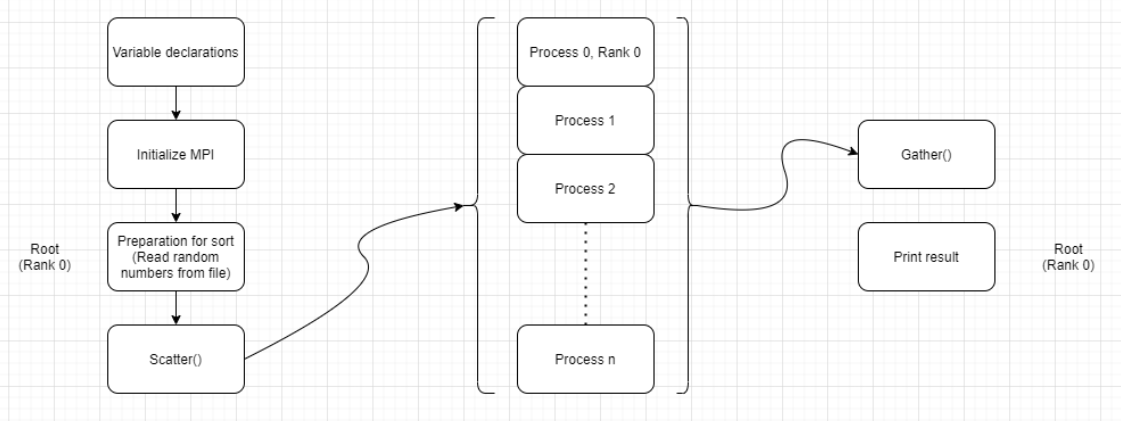 Variable declarations
Initialize MPI
Root
(Rank 0)
Preparation for sort
(Read random
numbers from file)
Scatter()
Process 0, Rank 0
Process 1
Process 2
Process n
Gather()
Print result
Root
(Rank 0)